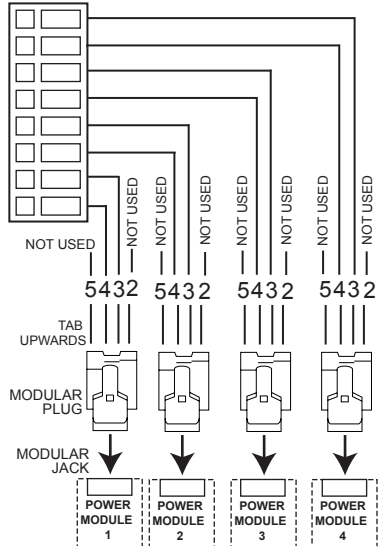 NOT USED
NOT USED
NOT USED
NOT USED
NOT USED
NOT USED
NOT USED
NOT USED
5432 5432 5432 5432
TAB
UPWARDS
MODULAR
PLUG
MODULAR
JACK
POWER
MODULE
1
POWER
MODULE
2
POWER
MODULE
3
POWER
MODULE
4